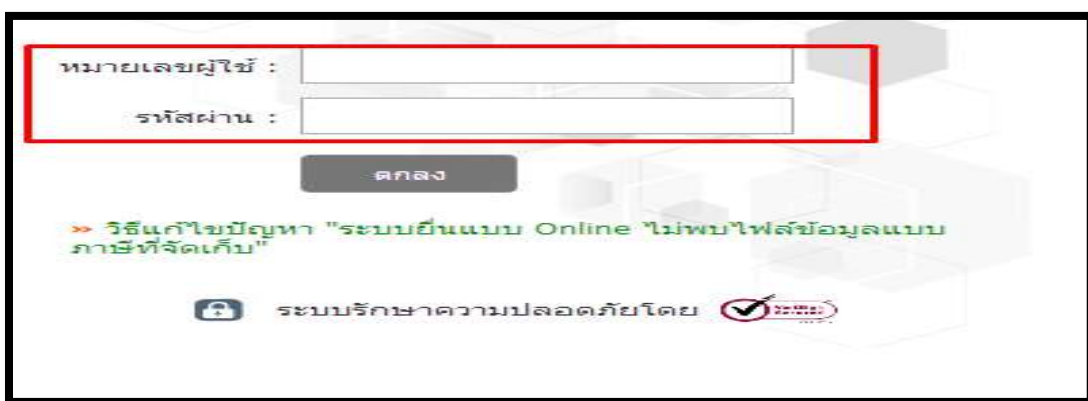 หมายเลขผู้ใช้ :
รหัสผ่าน :
ตกลง
» วิธีแก้ไขปัญหา "ระบบยื่นแบบ Online ไม่พบไฟล์ข้อมูลแบบ
ภาษีที่จัดเก็บ"
ระบบรักษาความปลอดภัยโดย